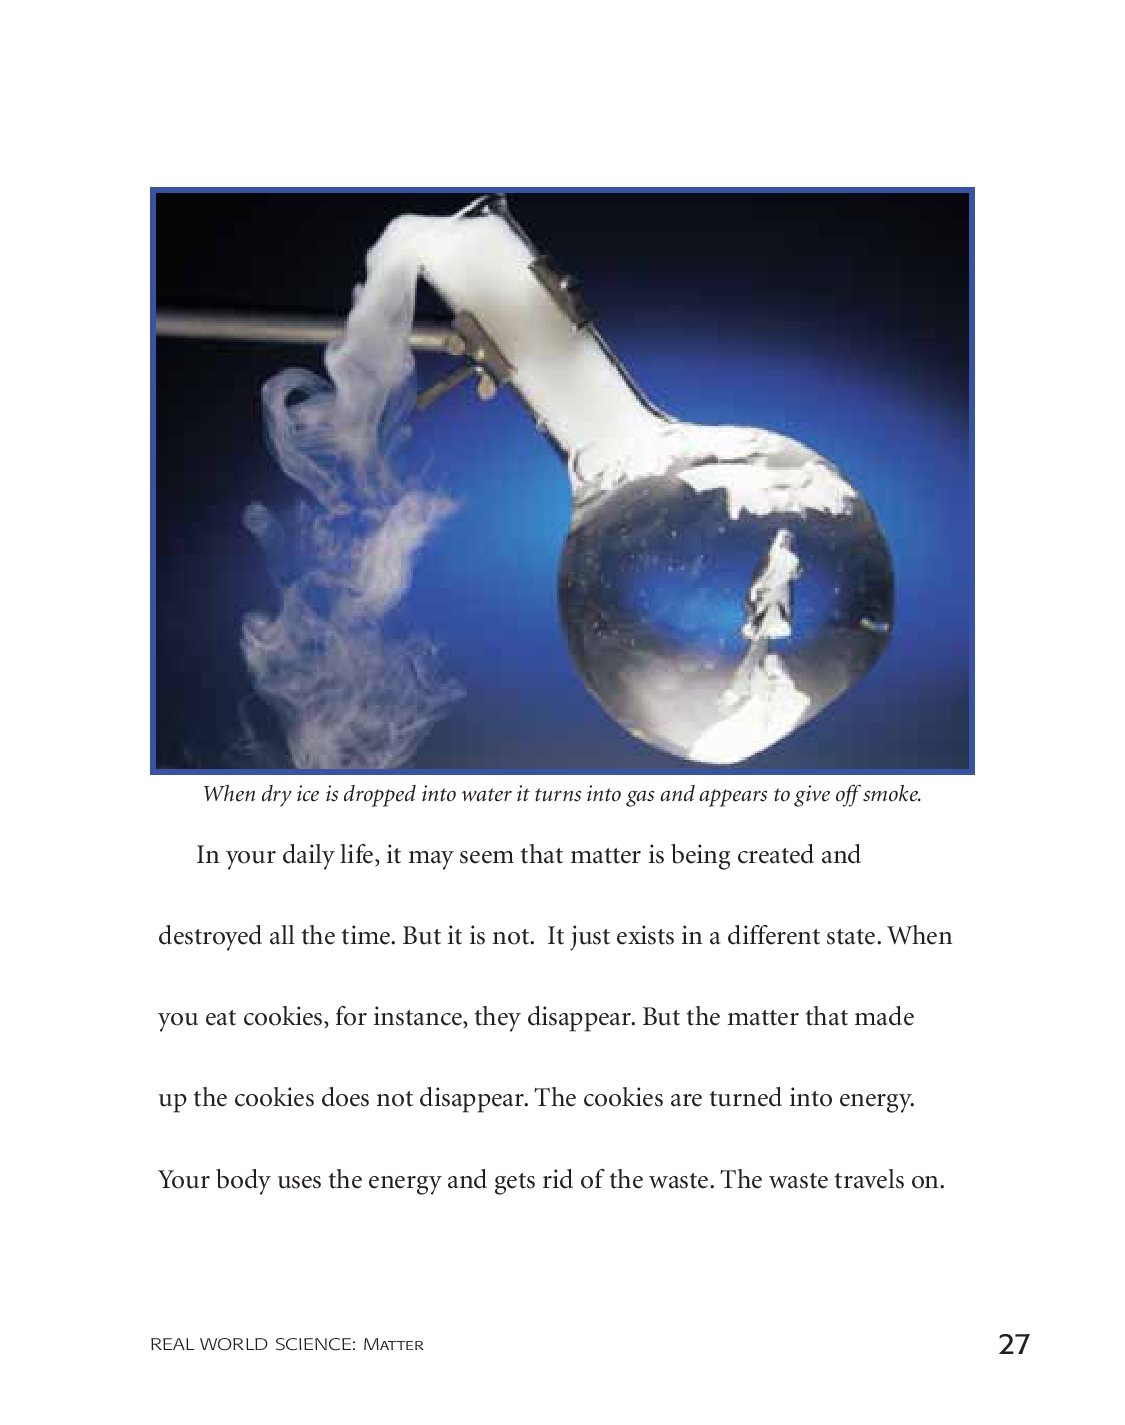 When dry ice is dropped into water it turns into gas and appears to give off smoke.
In your daily life, it may seem that matter is being created and
destroyed all the time. But it is not.  It just exists in a different state. When
you eat cookies, for instance, they disappear. But the matter that made
up the cookies does not disappear. The cookies are turned into energy.
Your body uses the energy and gets rid of the waste. The waste travels on.
REAL WORLD SCIENCE: MATTER
27